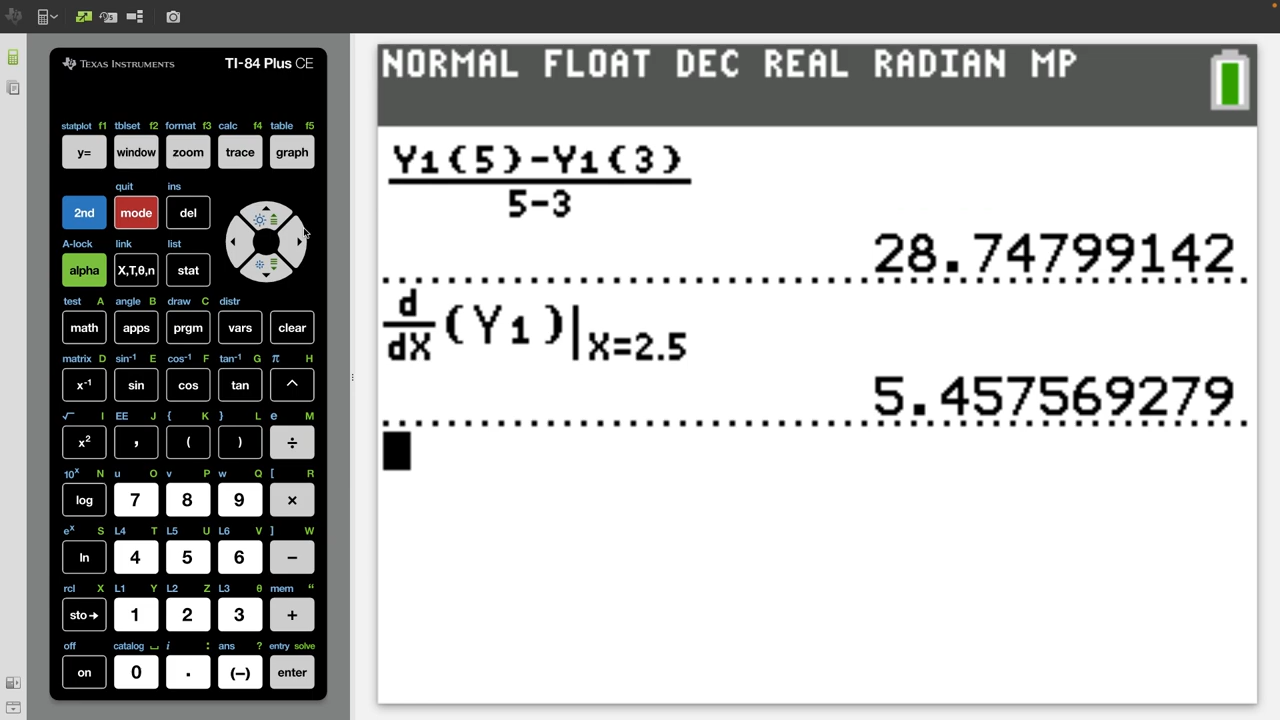 TEXAS INSTRUMENTS TI-84 Plus CE
statplot f1 tblset f2 format f3 calc f4 table f5
y= window zoom trace graph
quit ins
2nd mode del
A-lock link list
alpha X,T,θ,n stat
test A angle B draw C distr
math apps prgm vars clear
matrix D sin⁻¹ E cos⁻¹ F tan⁻¹ G π H
x⁻¹ sin cos tan ^
√ I EE J { K } L e M
x² , ( ) ÷
10ˣ N u O v P w Q [ R
log 7 8 9 ×
eˣ S L4 T L5 U L6 V ] W
ln 4 5 6 −
rcl X L1 Y L2 Z L3 θ mem “
sto→ 1 2 3 +
off catalog ⎵ i : ans ? entry solve
on 0 . (−) enter
NORMAL FLOAT DEC REAL RADIAN MP
Y1(5)-Y1(3)
5-3
28.74799142
d
dX
(Y1)|X=2.5
5.457569279